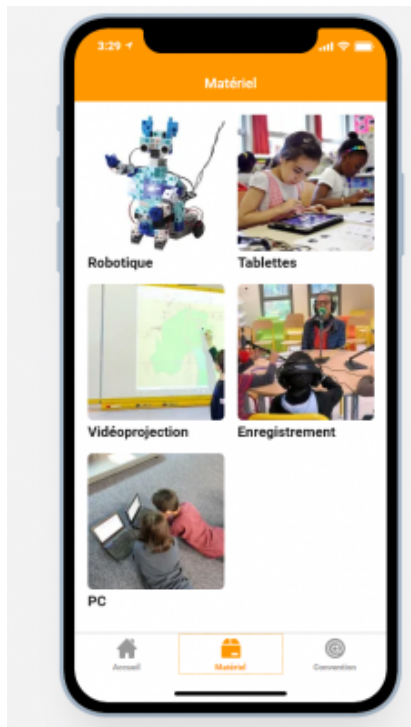 3:29
Matériel
Robotique
Tablettes
Vidéoprojection
Enregistrement
PC
Accueil
Matériel
Convention